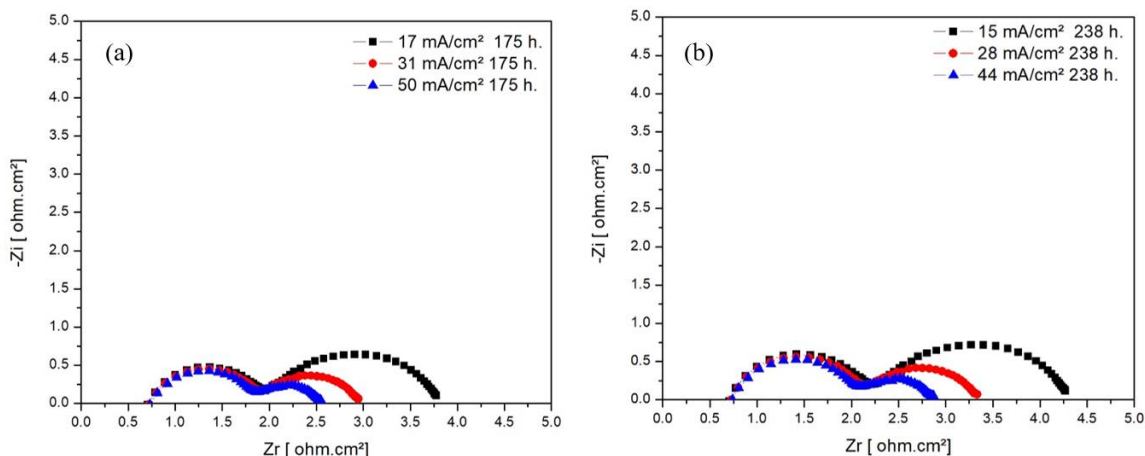 (a)
17 mA/cm² 175 h.
31 mA/cm² 175 h.
50 mA/cm² 175 h.
5.0
4.5
4.0
3.5
3.0
2.5
2.0
1.5
1.0
0.5
0.0
-Zi [ ohm.cm²]
0.0 0.5 1.0 1.5 2.0 2.5 3.0 3.5 4.0 4.5 5.0
Zr [ ohm.cm²]
(b)
15 mA/cm² 238 h.
28 mA/cm² 238 h.
44 mA/cm² 238 h.
5.0
4.5
4.0
3.5
3.0
2.5
2.0
1.5
1.0
0.5
0.0
-Zi [ ohm.cm²]
0.0 0.5 1.0 1.5 2.0 2.5 3.0 3.5 4.0 4.5 5.0
Zr [ ohm.cm²]